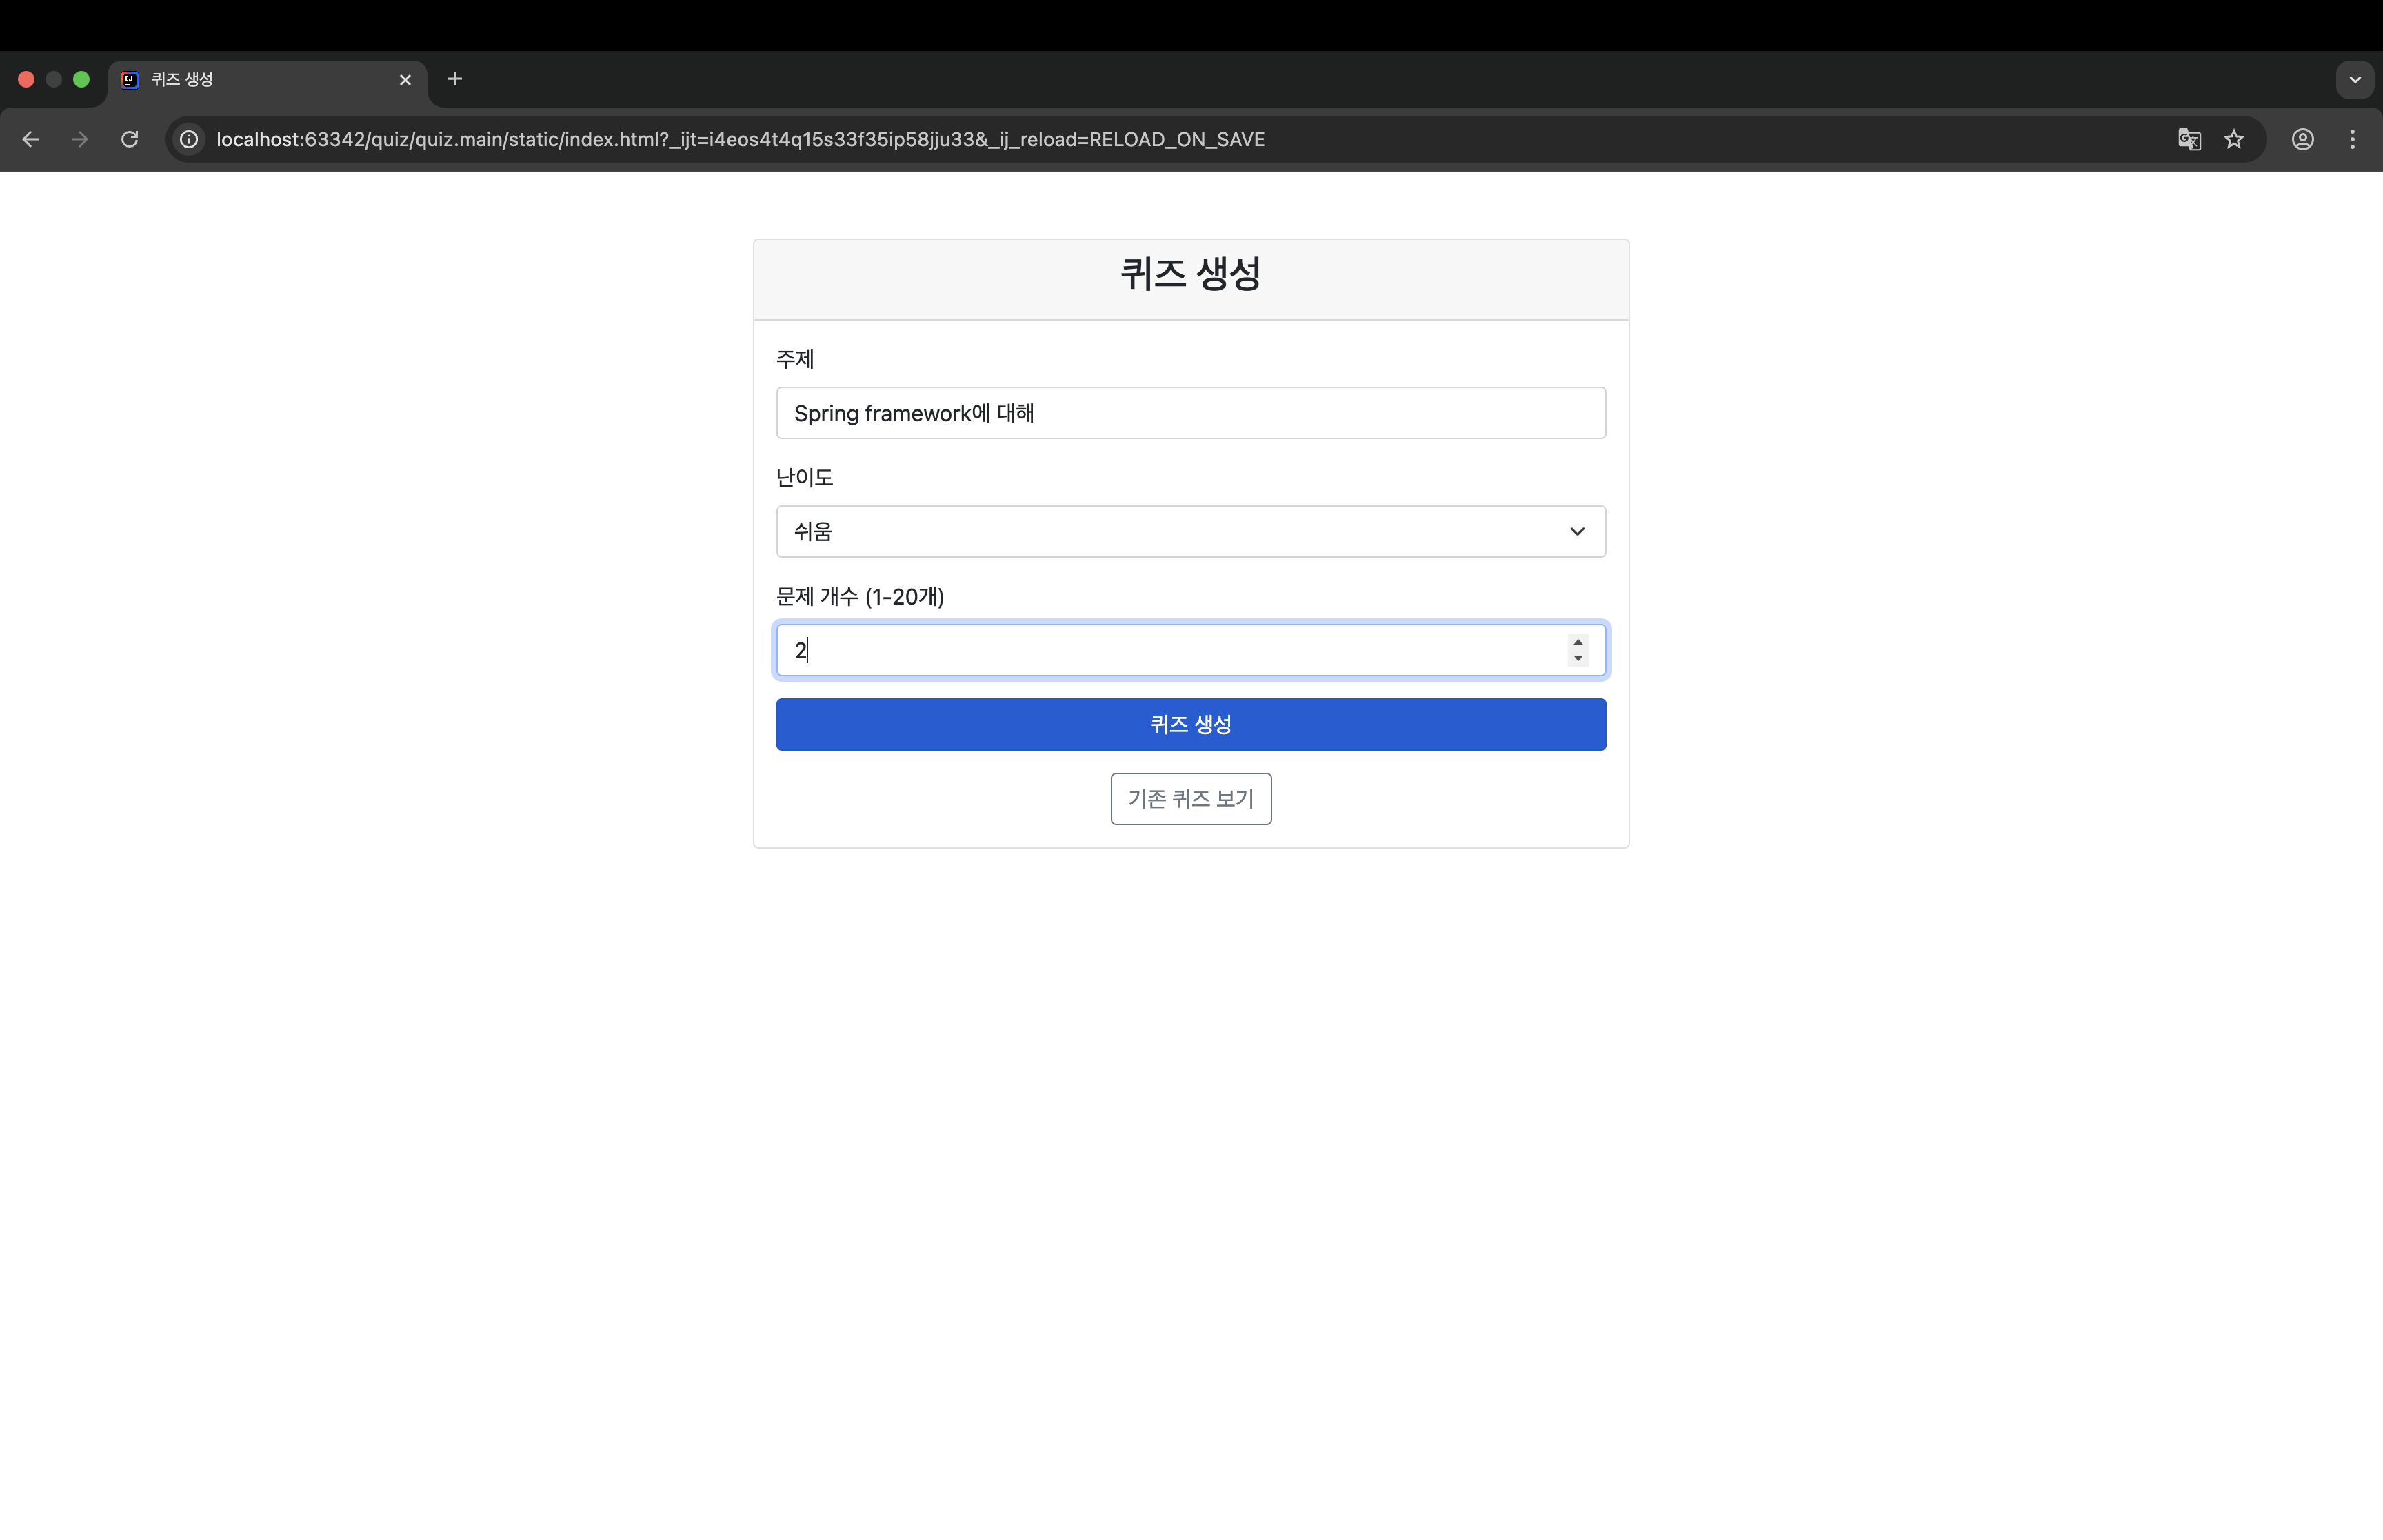 퀴즈 생성
localhost:63342/quiz/quiz.main/static/index.html?_ijt=i4eos4t4q15s33f35ip58jju33&_ij_reload=RELOAD_ON_SAVE
퀴즈 생성
주제
Spring framework에 대해
난이도
쉬움
문제 개수 (1-20개)
2
퀴즈 생성
기존 퀴즈 보기